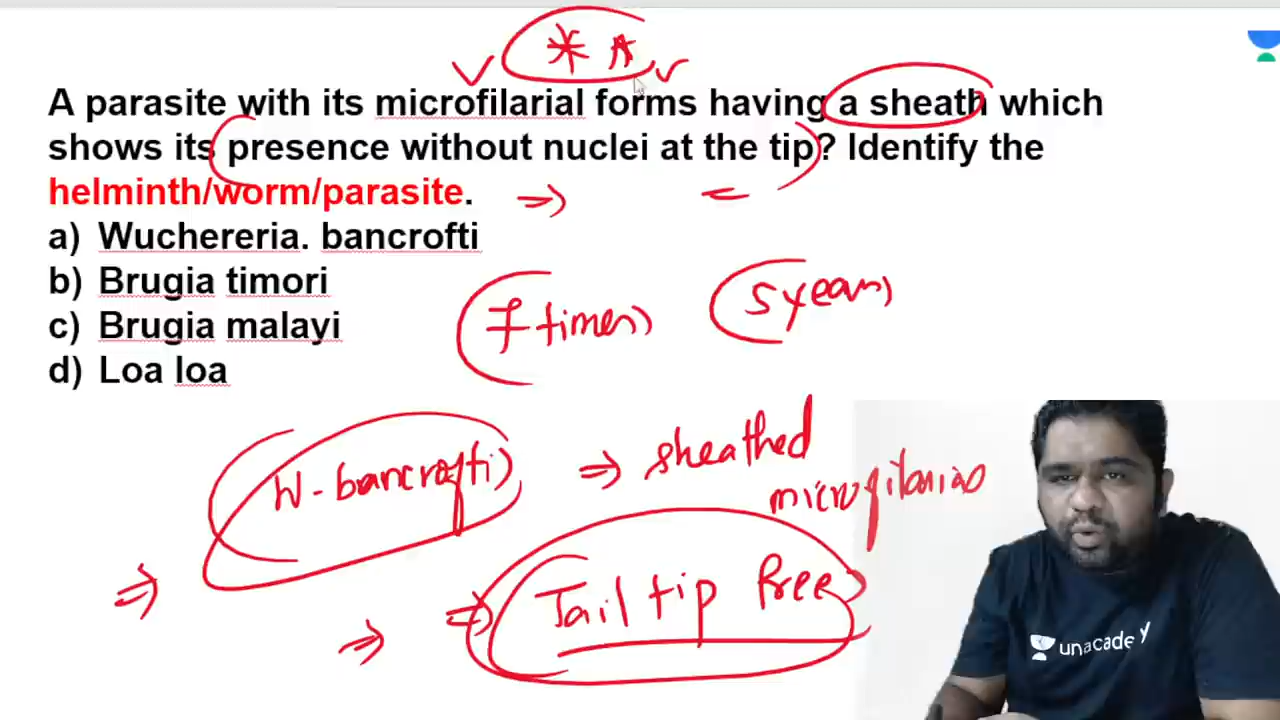 * *
A parasite with its microfilarial forms having a sheath which
shows its presence without nuclei at the tip? Identify the
helminth/worm/parasite.
a) Wuchereria. bancrofti
b) Brugia timori
c) Brugia malayi
d) Loa loa
7 times 5 years
W. bancrofti ⇒ sheathed
microfilariae
⇒ Tail tip free
unacademy